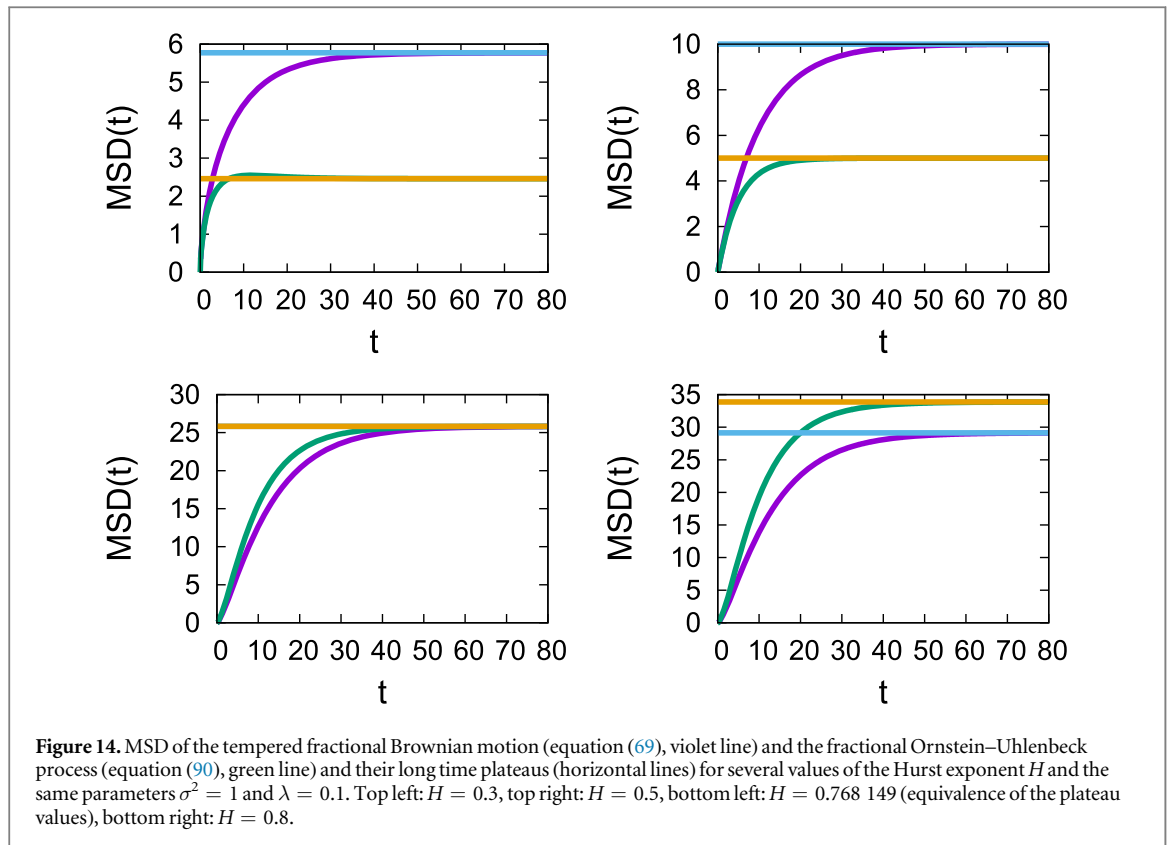 6
5
4
3
2
1
0
MSD(t)
0 10 20 30 40 50 60 70 80
t
10
8
6
4
2
0
MSD(t)
0 10 20 30 40 50 60 70 80
t
30
25
20
15
10
5
0
MSD(t)
0 10 20 30 40 50 60 70 80
t
35
30
25
20
15
10
5
0
MSD(t)
0 10 20 30 40 50 60 70 80
t
Figure 14. MSD of the tempered fractional Brownian motion (equation (69), violet line) and the fractional Ornstein–Uhlenbeck
process (equation (90), green line) and their long time plateaus (horizontal lines) for several values of the Hurst exponent H and the
same parameters σ² = 1 and λ = 0.1. Top left: H = 0.3, top right: H = 0.5, bottom left: H = 0.768 149 (equivalence of the plateau
values), bottom right: H = 0.8.